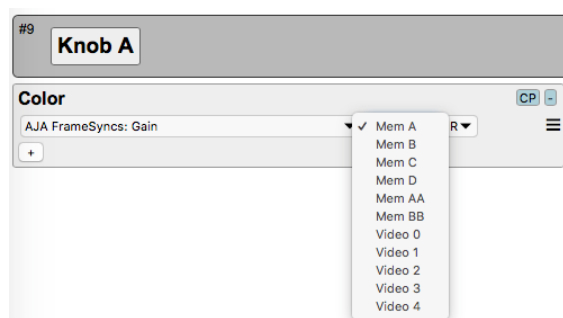 #9
Knob A
Color
CP -
AJA FrameSyncs: Gain
✓ Mem A
R
+
Mem B
Mem C
Mem D
Mem AA
Mem BB
Video 0
Video 1
Video 2
Video 3
Video 4